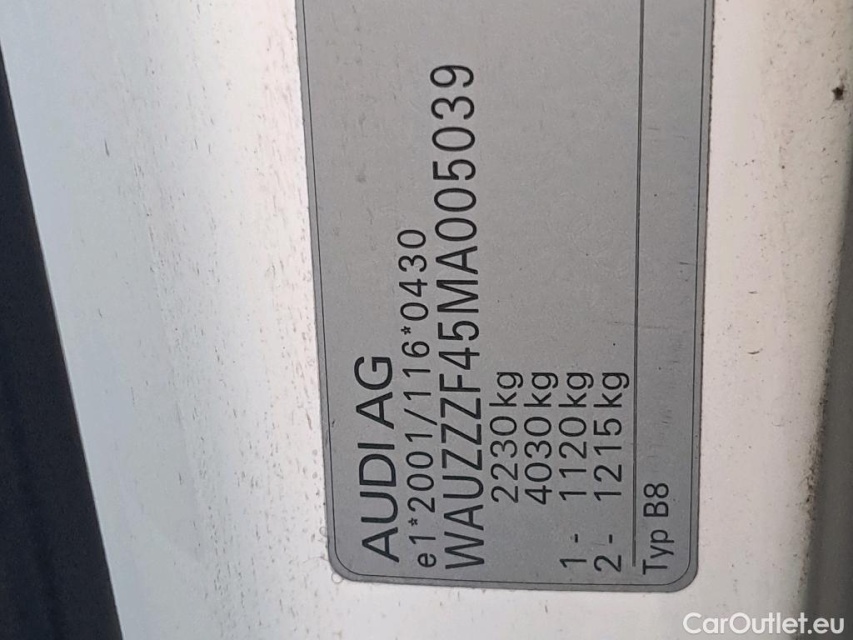 AUDI AG
e1*2001/116*0430
WAUZZZF45MA005039
2230 kg
4030 kg
1- 1120 kg
2- 1215 kg
Typ B8
CarOutlet.eu